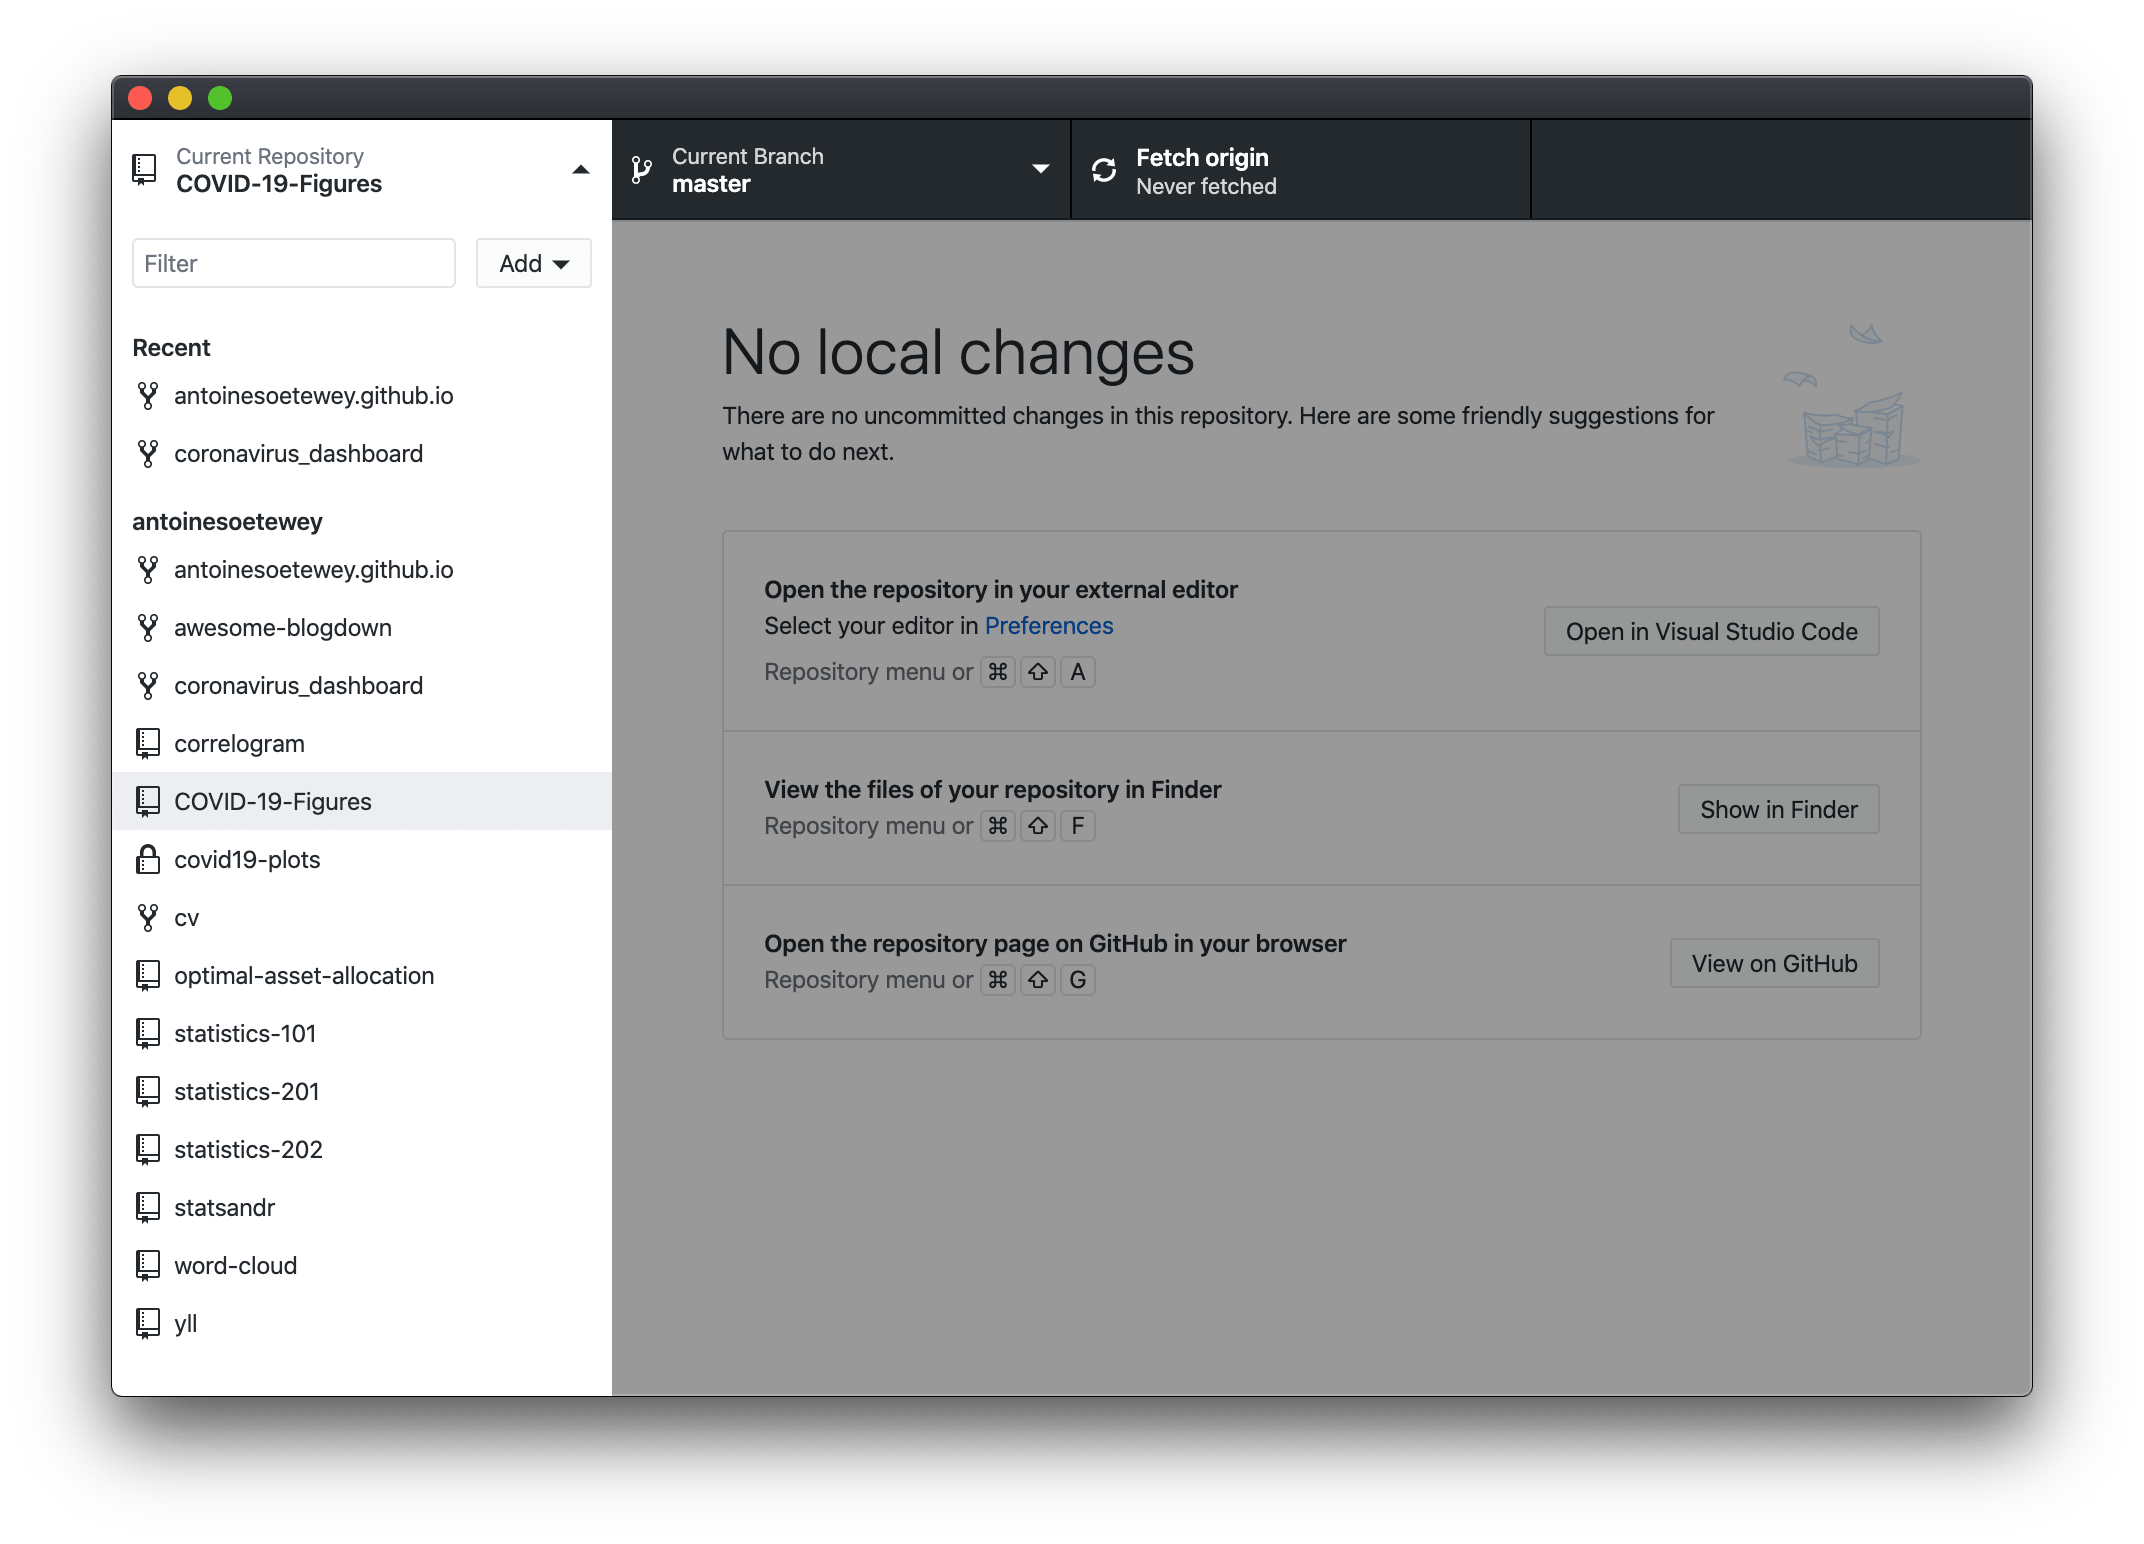 Current Repository
COVID-19-Figures
Current Branch
master
Fetch origin
Never fetched
Filter
Add
Recent
antoinesoetewey.github.io
coronavirus_dashboard
antoinesoetewey
antoinesoetewey.github.io
awesome-blogdown
coronavirus_dashboard
correlogram
COVID-19-Figures
covid19-plots
cv
optimal-asset-allocation
statistics-101
statistics-201
statistics-202
statsandr
word-cloud
yll
No local changes
There are no uncommitted changes in this repository. Here are some friendly suggestions for
what to do next.
Open the repository in your external editor
Select your editor in Preferences
Repository menu or ⌘ ⇧ A
Open in Visual Studio Code
View the files of your repository in Finder
Repository menu or ⌘ ⇧ F
Show in Finder
Open the repository page on GitHub in your browser
Repository menu or ⌘ ⇧ G
View on GitHub